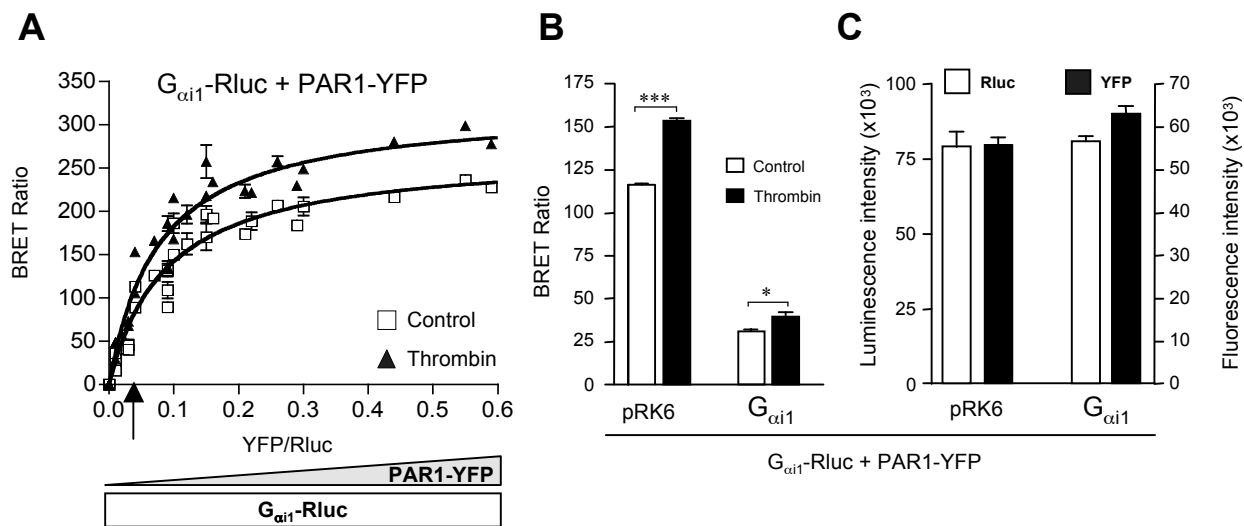 A
G αi1-Rluc + PAR1-YFP
BRET Ratio
350
300
250
200
150
100
50
0
Control
Thrombin
0.0 0.1 0.2 0.3 0.4 0.5 0.6
YFP/Rluc
PAR1-YFP
Gαi1-Rluc
B
BRET Ratio
175
150
125
100
75
50
25
0
***
*
Control
Thrombin
pRK6 Gαi1
C
Luminescence intensity (x10³)
100
75
50
25
0
Rluc YFP
70
60
50
40
30
20
10
0
Fluorescence intensity (x10³)
pRK6 Gαi1
Gαi1-Rluc + PAR1-YFP